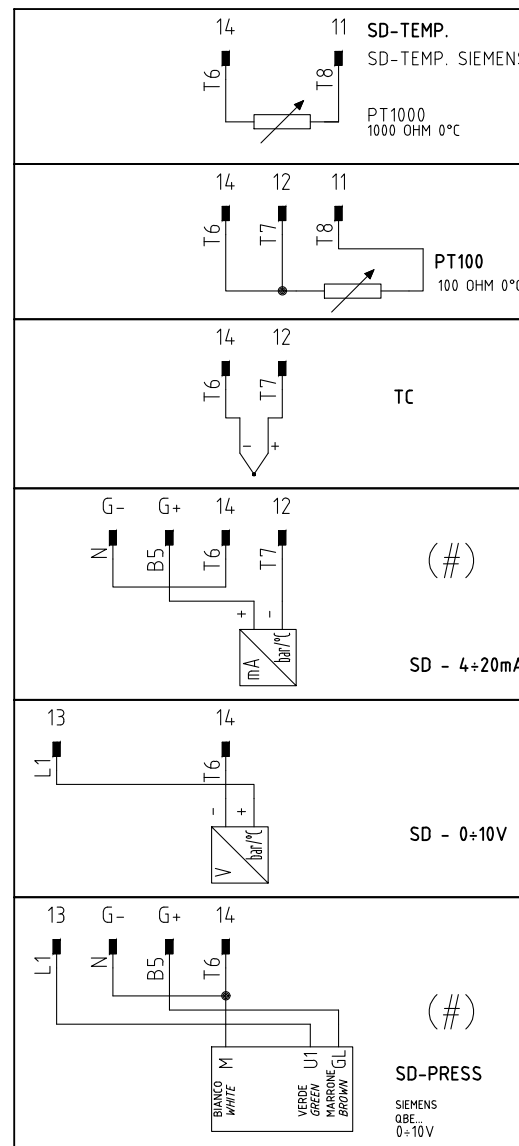 14 11 SD-TEMP.
SD-TEMP. SIEMENS
T6 T8
PT1000
1000 OHM 0°C
14 12 11
T6 T7 T8
PT100
100 OHM 0°C
14 12
T6 T7
TC
- +
G- G+ 14 12
N B5 T6 T7
(#)
+ -
mA bar/°C
SD - 4÷20mA
13 14
L1 T6
- +
V bar/°C
SD - 0÷10V
13 G- G+ 14
L1 N B5 T6
(#)
M U1 GL
BIANCO VERDE MARRONE
WHITE GREEN BROWN
SD-PRESS
SIEMENS
QBE...
0÷10V